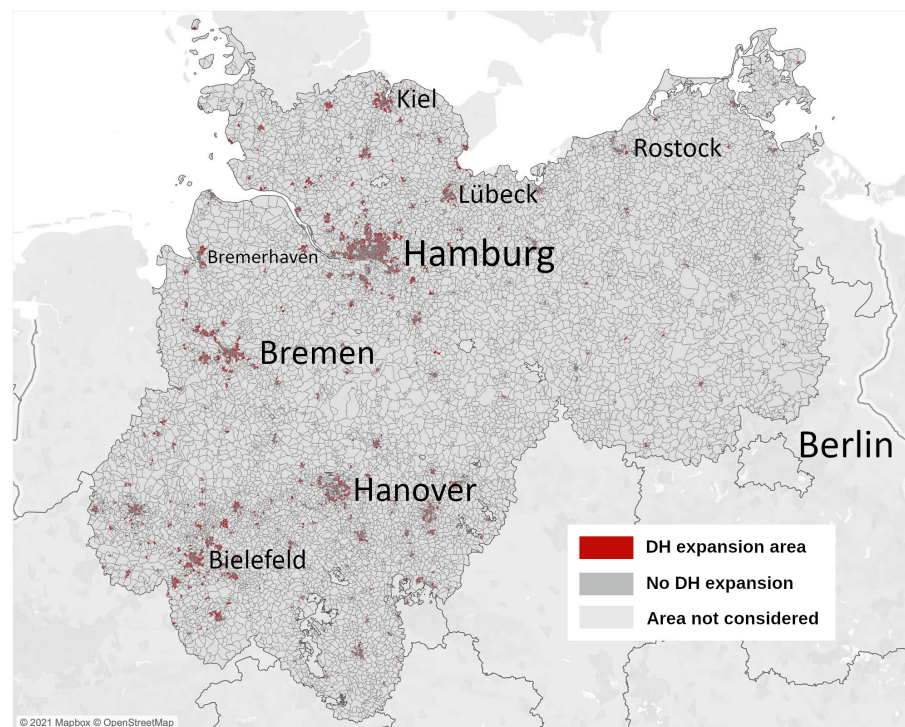 Kiel
Rostock
Lübeck
Hamburg
Bremerhaven
Bremen
Berlin
Hanover
Bielefeld
DH expansion area
No DH expansion
Area not considered
© 2021 Mapbox © OpenStreetMap